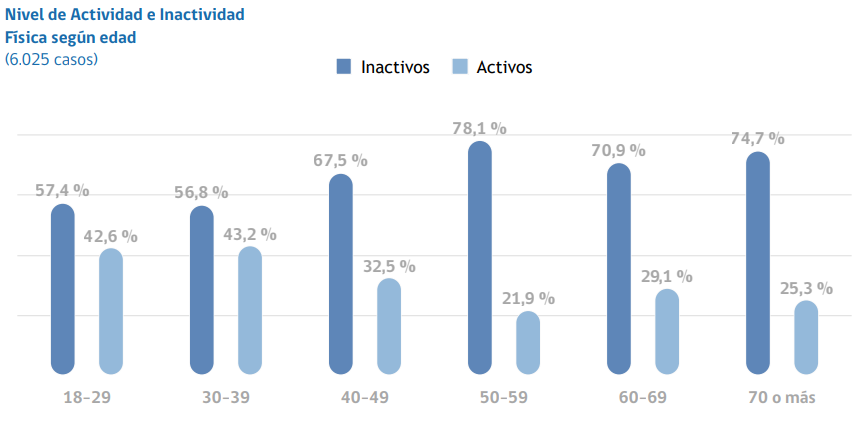 Nivel de Actividad e Inactividad
Física según edad
(6.025 casos)
Inactivos Activos
57,4 % 42,6 % 56,8 % 43,2 % 67,5 % 32,5 % 78,1 % 21,9 % 70,9 % 29,1 % 74,7 % 25,3 %
18-29 30-39 40-49 50-59 60-69 70 o más